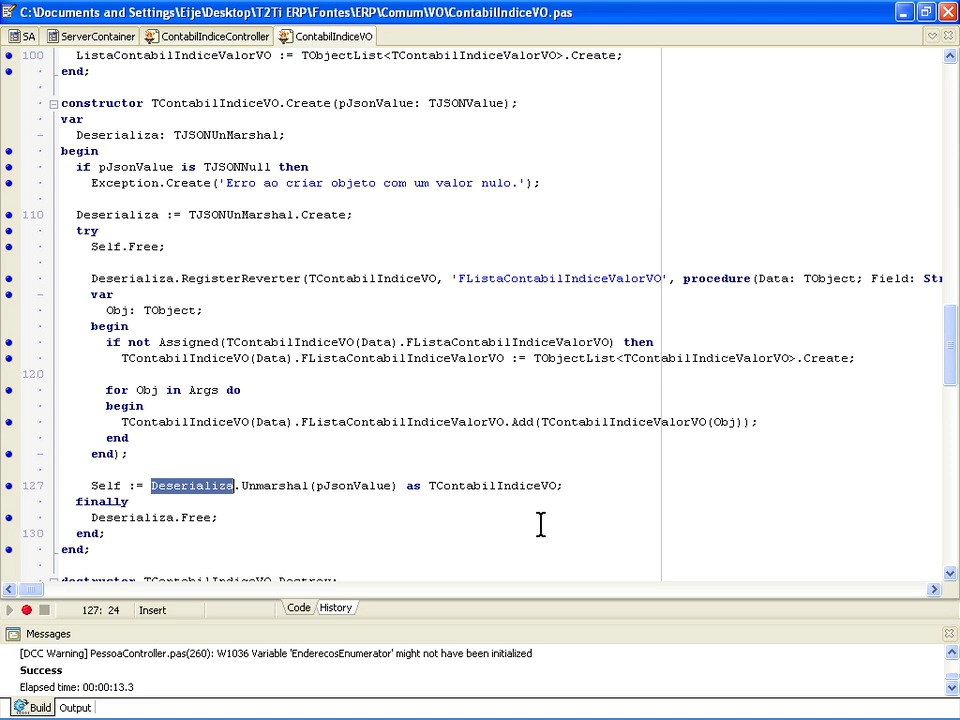 C:\Documents and Settings\Eije\Desktop\T2Ti ERP\Fontes\ERP\Comum\VO\ContabilIndiceVO.pas
SA ServerContainer ContabilIndiceController ContabilIndiceVO
100 ListaContabilIndiceValorVO := TObjectList<TContabilIndiceValorVO>.Create;
end;
constructor TContabilIndiceVO.Create(pJsonValue: TJSONValue);
var
Deserializa: TJSONUnMarshal;
begin
if pJsonValue is TJSONNull then
Exception.Create('Erro ao criar objeto com um valor nulo.');
110 Deserializa := TJSONUnMarshal.Create;
try
Self.Free;
Deserializa.RegisterReverter(TContabilIndiceVO, 'FListaContabilIndiceValorVO', procedure(Data: TObject; Field: Str
var
Obj: TObject;
begin
if not Assigned(TContabilIndiceVO(Data).FListaContabilIndiceValorVO) then
TContabilIndiceVO(Data).FListaContabilIndiceValorVO := TObjectList<TContabilIndiceValorVO>.Create;
120
for Obj in Args do
begin
TContabilIndiceVO(Data).FListaContabilIndiceValorVO.Add(TContabilIndiceValorVO(Obj));
end
end);
127 Self := Deserializa.Unmarshal(pJsonValue) as TContabilIndiceVO;
finally
Deserializa.Free;
130 end;
end;
destructor TContabilIndiceVO.Destroy;
127: 24 Insert Code History
Messages
[DCC Warning] PessoaController.pas(260): W1036 Variable 'EnderecosEnumerator' might not have been initialized
Success
Elapsed time: 00:00:13.3
Build Output